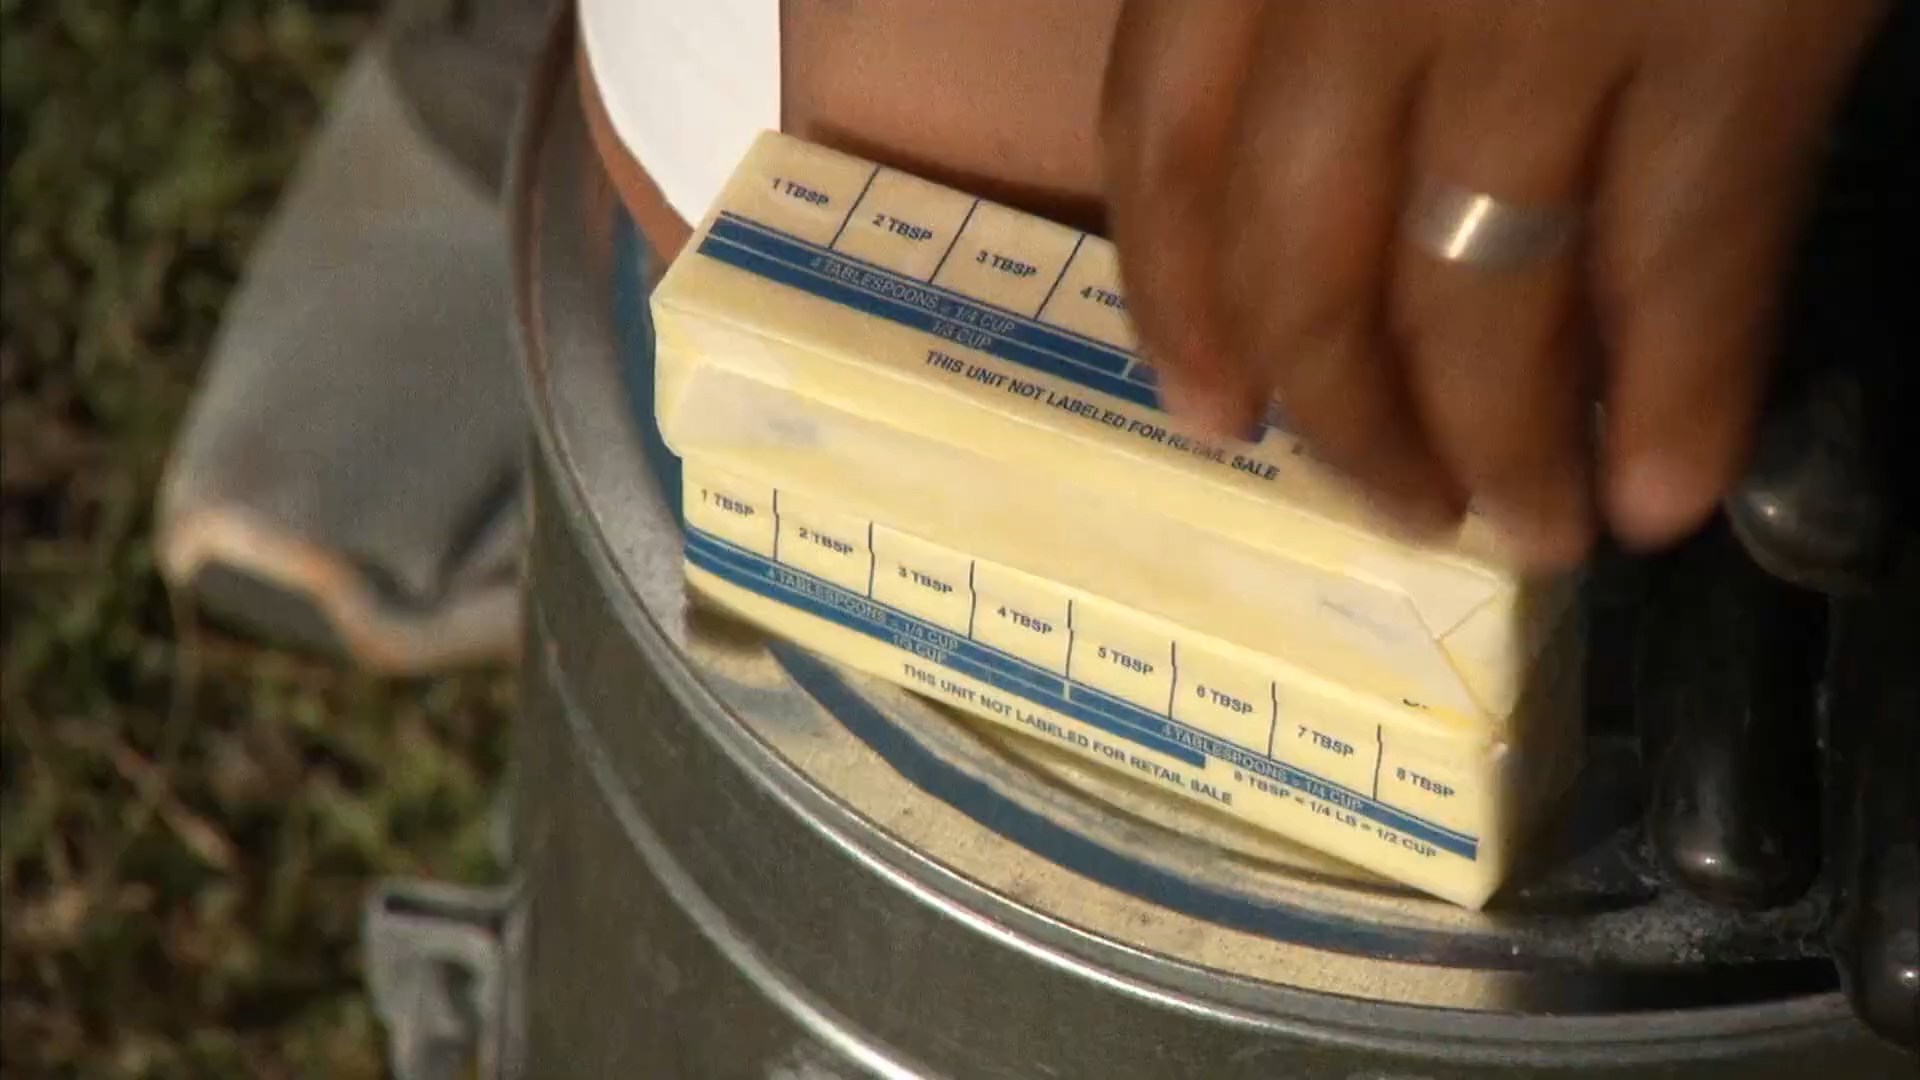 1 TBSP
2 TBSP
3 TBSP
4 TBS
4 TABLESPOONS = 1/4 CUP
1/3 CUP
THIS UNIT NOT LABELED FOR RETAIL SALE
1 TBSP
2 TBSP
3 TBSP
4 TBSP
5 TBSP
6 TBSP
7 TBSP
8 TBSP
4 TABLESPOONS = 1/4 CUP
4 TABLESPOONS = 1/4 CUP
1/3 CUP
THIS UNIT NOT LABELED FOR RETAIL SALE
8 TBSP = 1/4 LB = 1/2 CUP